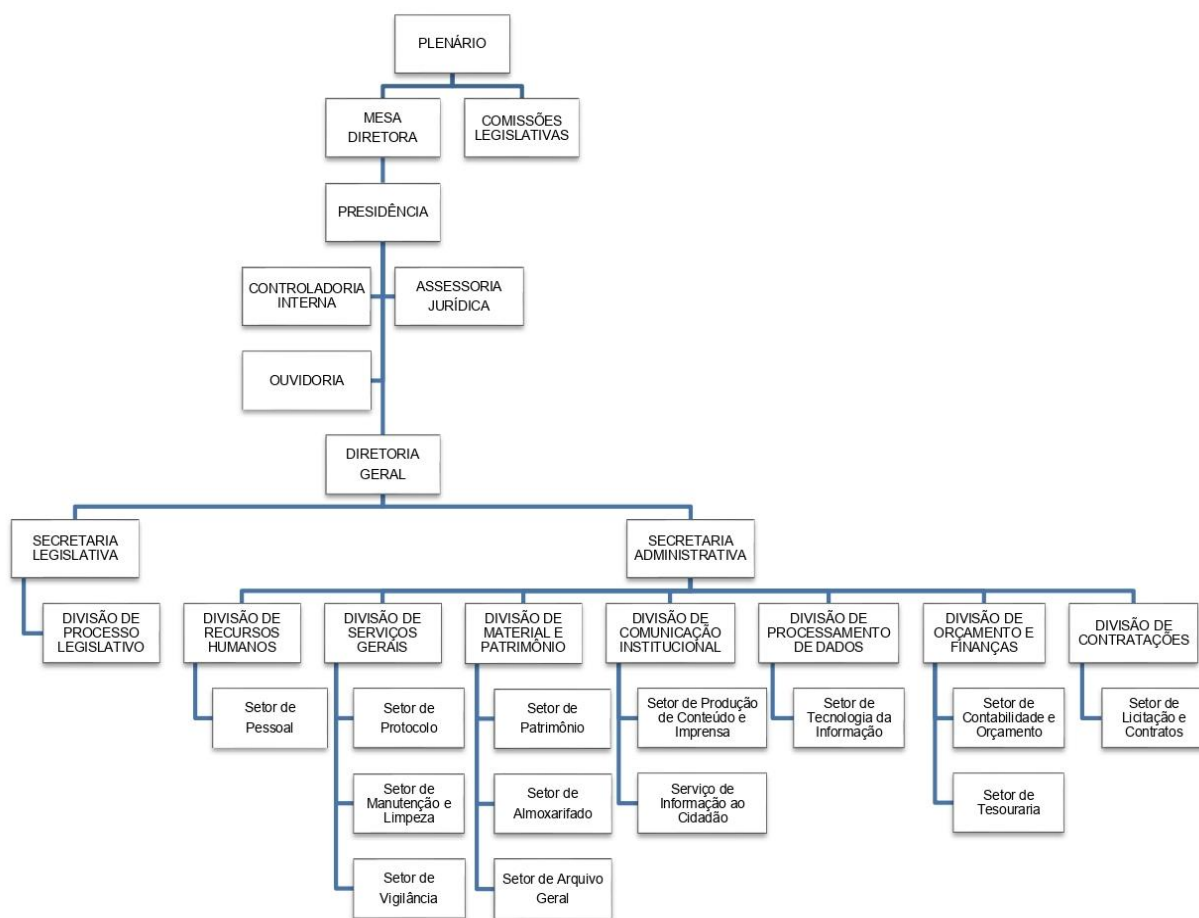 PLENÁRIO
MESA
DIRETORA
COMISSÕES
LEGISLATIVAS
PRESIDÊNCIA
CONTROLADORIA
INTERNA
ASSESSORIA
JURÍDICA
OUVIDORIA
DIRETORIA
GERAL
SECRETARIA
LEGISLATIVA
SECRETARIA
ADMINISTRATIVA
DIVISÃO DE
PROCESSO
LEGISLATIVO
DIVISÃO DE
RECURSOS
HUMANOS
DIVISÃO DE
SERVIÇOS
GERAIS
DIVISÃO DE
MATERIAL E
PATRIMÔNIO
DIVISÃO DE
COMUNICAÇÃO
INSTITUCIONAL
DIVISÃO DE
PROCESSAMENTO
DE DADOS
DIVISÃO DE
ORÇAMENTO E
FINANÇAS
DIVISÃO DE
CONTRATAÇÕES
Setor de
Pessoal
Setor de
Protocolo
Setor de
Patrimônio
Setor de Produção
de Conteúdo e
Imprensa
Setor de
Tecnologia da
Informação
Setor de
Contabilidade e
Orçamento
Setor de
Licitação e
Contratos
Setor de
Manutenção e
Limpeza
Setor de
Almoxarifado
Serviço de
Informação ao
Cidadão
Setor de
Tesouraria
Setor de
Vigilância
Setor de Arquivo
Geral